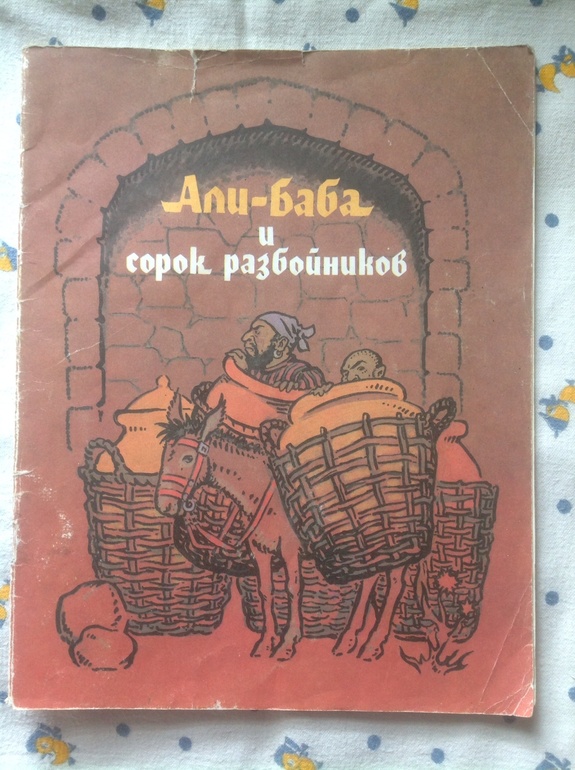 Али-Баба
и
сорок разбойников